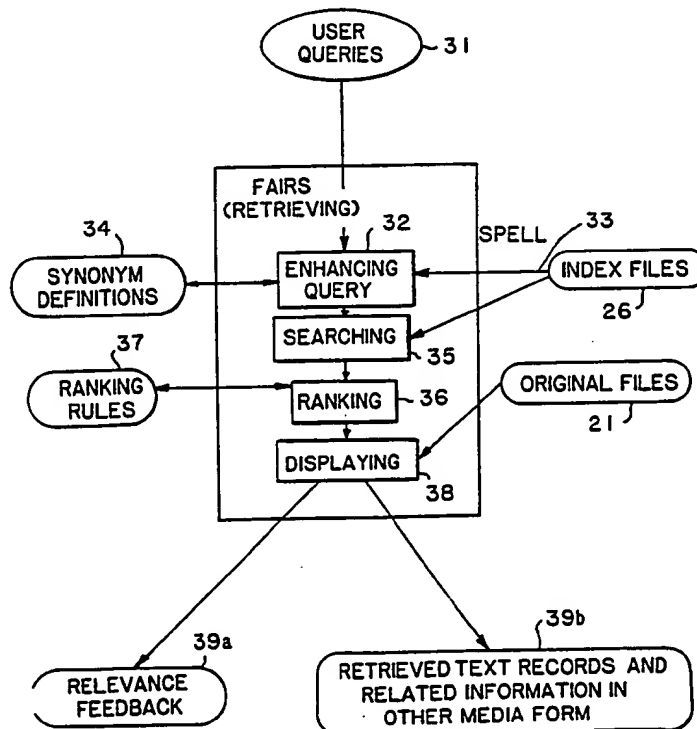 USER
QUERIES
31
FAIRS
(RETRIEVING)
32
SPELL
33
34
SYNONYM
DEFINITIONS
ENHANCING
QUERY
INDEX FILES
26
SEARCHING
35
37
RANKING
RULES
RANKING
36
ORIGINAL FILES
21
DISPLAYING
38
39a
RELEVANCE
FEEDBACK
39b
RETRIEVED TEXT RECORDS AND
RELATED INFORMATION IN
OTHER MEDIA FORM